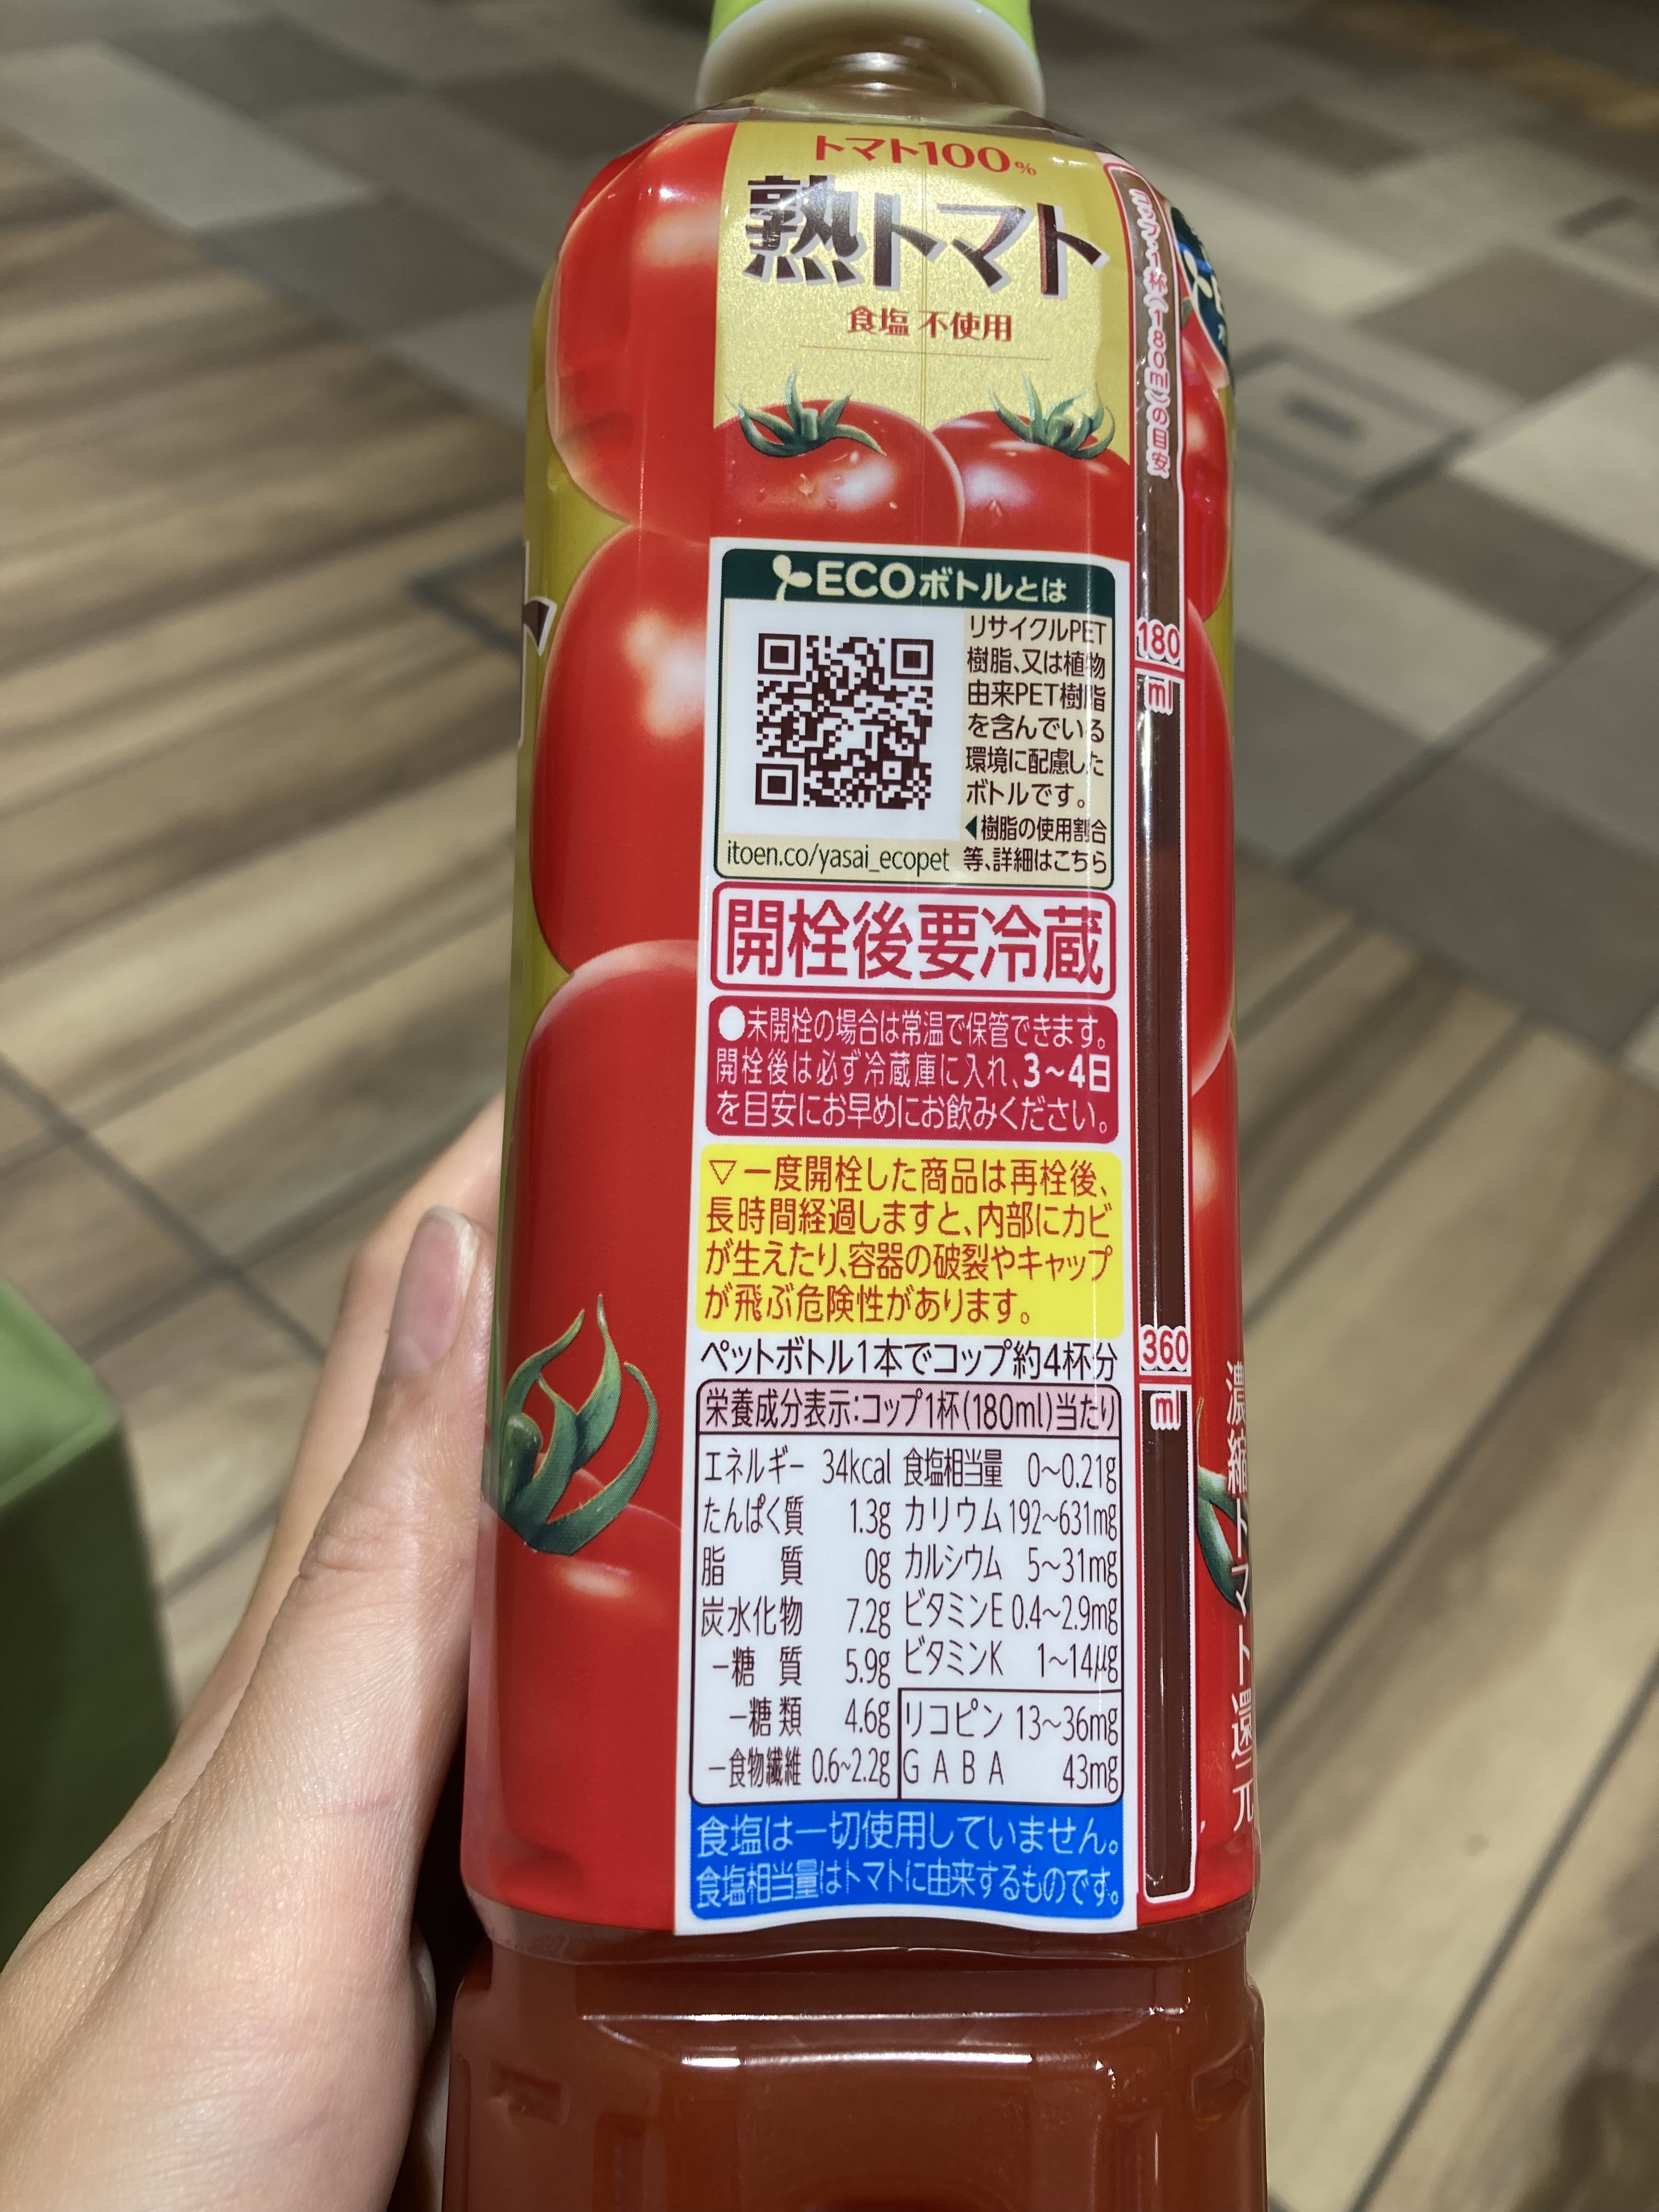 トマト100%
熟トマト
食塩 不使用
コップ1杯(180ml)の目安
ECOボトルとは
リサイクルPET
樹脂、又は植物
由来PET樹脂
を含んでいる
環境に配慮した
ボトルです。
◀樹脂の使用割合
等、詳細はこちら
itoen.co/yasai_ecopet
180
ml
開栓後要冷蔵
●未開栓の場合は常温で保管できます。
開栓後は必ず冷蔵庫に入れ、3~4日
を目安にお早めにお飲みください。
▽一度開栓した商品は再栓後、
長時間経過しますと、内部にカビ
が生えたり、容器の破裂やキャップ
が飛ぶ危険性があります。
360
ml
ペットボトル1本でコップ約4杯分
栄養成分表示:コップ1杯(180ml)当たり
エネルギー 34kcal 食塩相当量 0~0.21g
たんぱく質 1.3g カリウム 192~631mg
脂質 0g カルシウム 5~31mg
炭水化物 7.2g ビタミンE 0.4~2.9mg
-糖質 5.9g ビタミンK 1~14μg
-糖類 4.6g リコピン 13~36mg
-食物繊維 0.6~2.2g GABA 43mg
食塩は一切使用していません。
食塩相当量はトマトに由来するものです。
濃縮トマト還元